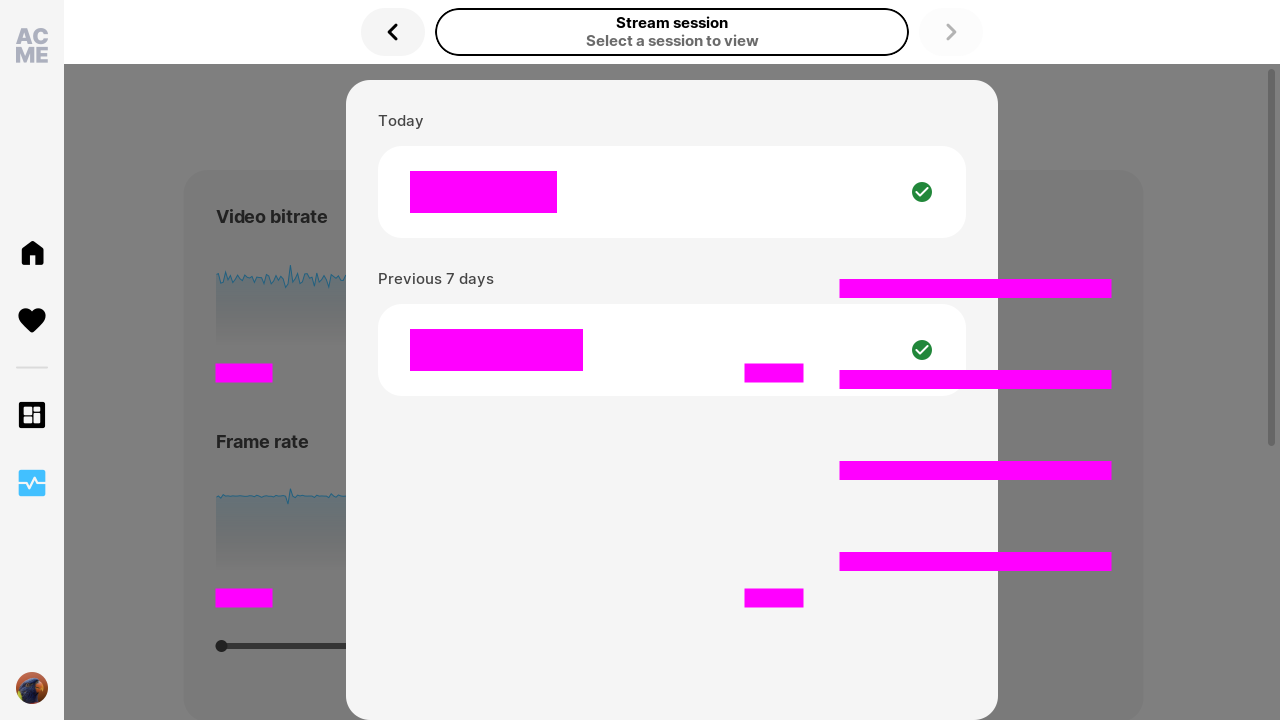 AC
ME
Stream session
Select a session to view
Today
Previous 7 days
Video bitrate
Frame rate